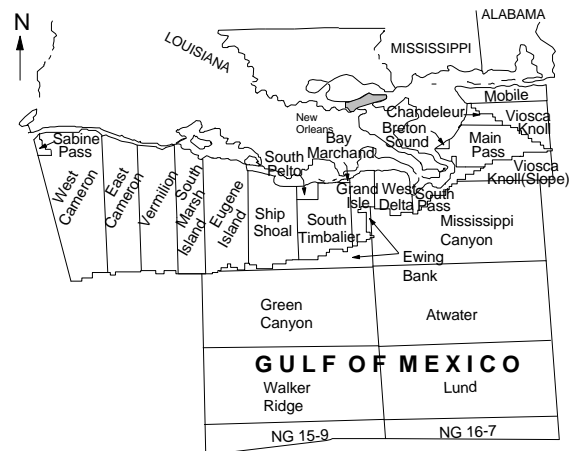 N
ALABAMA
LOUISIANA
MISSISSIPPI
Mobile
Chandeleur
Viosca
Knoll
New
Orleans
Breton
Sound
Main
Pass
Sabine
Pass
Bay
Marchand
South
Pelto
Viosca
Knoll(Slope)
West
Cameron
East
Cameron
Vermilion
South
Marsh
Island
Eugene
Island
Ship
Shoal
South
Timbalier
Grand
Isle
West
Delta
South
Pass
Mississippi
Canyon
Ewing
Bank
Green
Canyon
Atwater
GULF OF MEXICO
Walker
Ridge
Lund
NG 15-9
NG 16-7